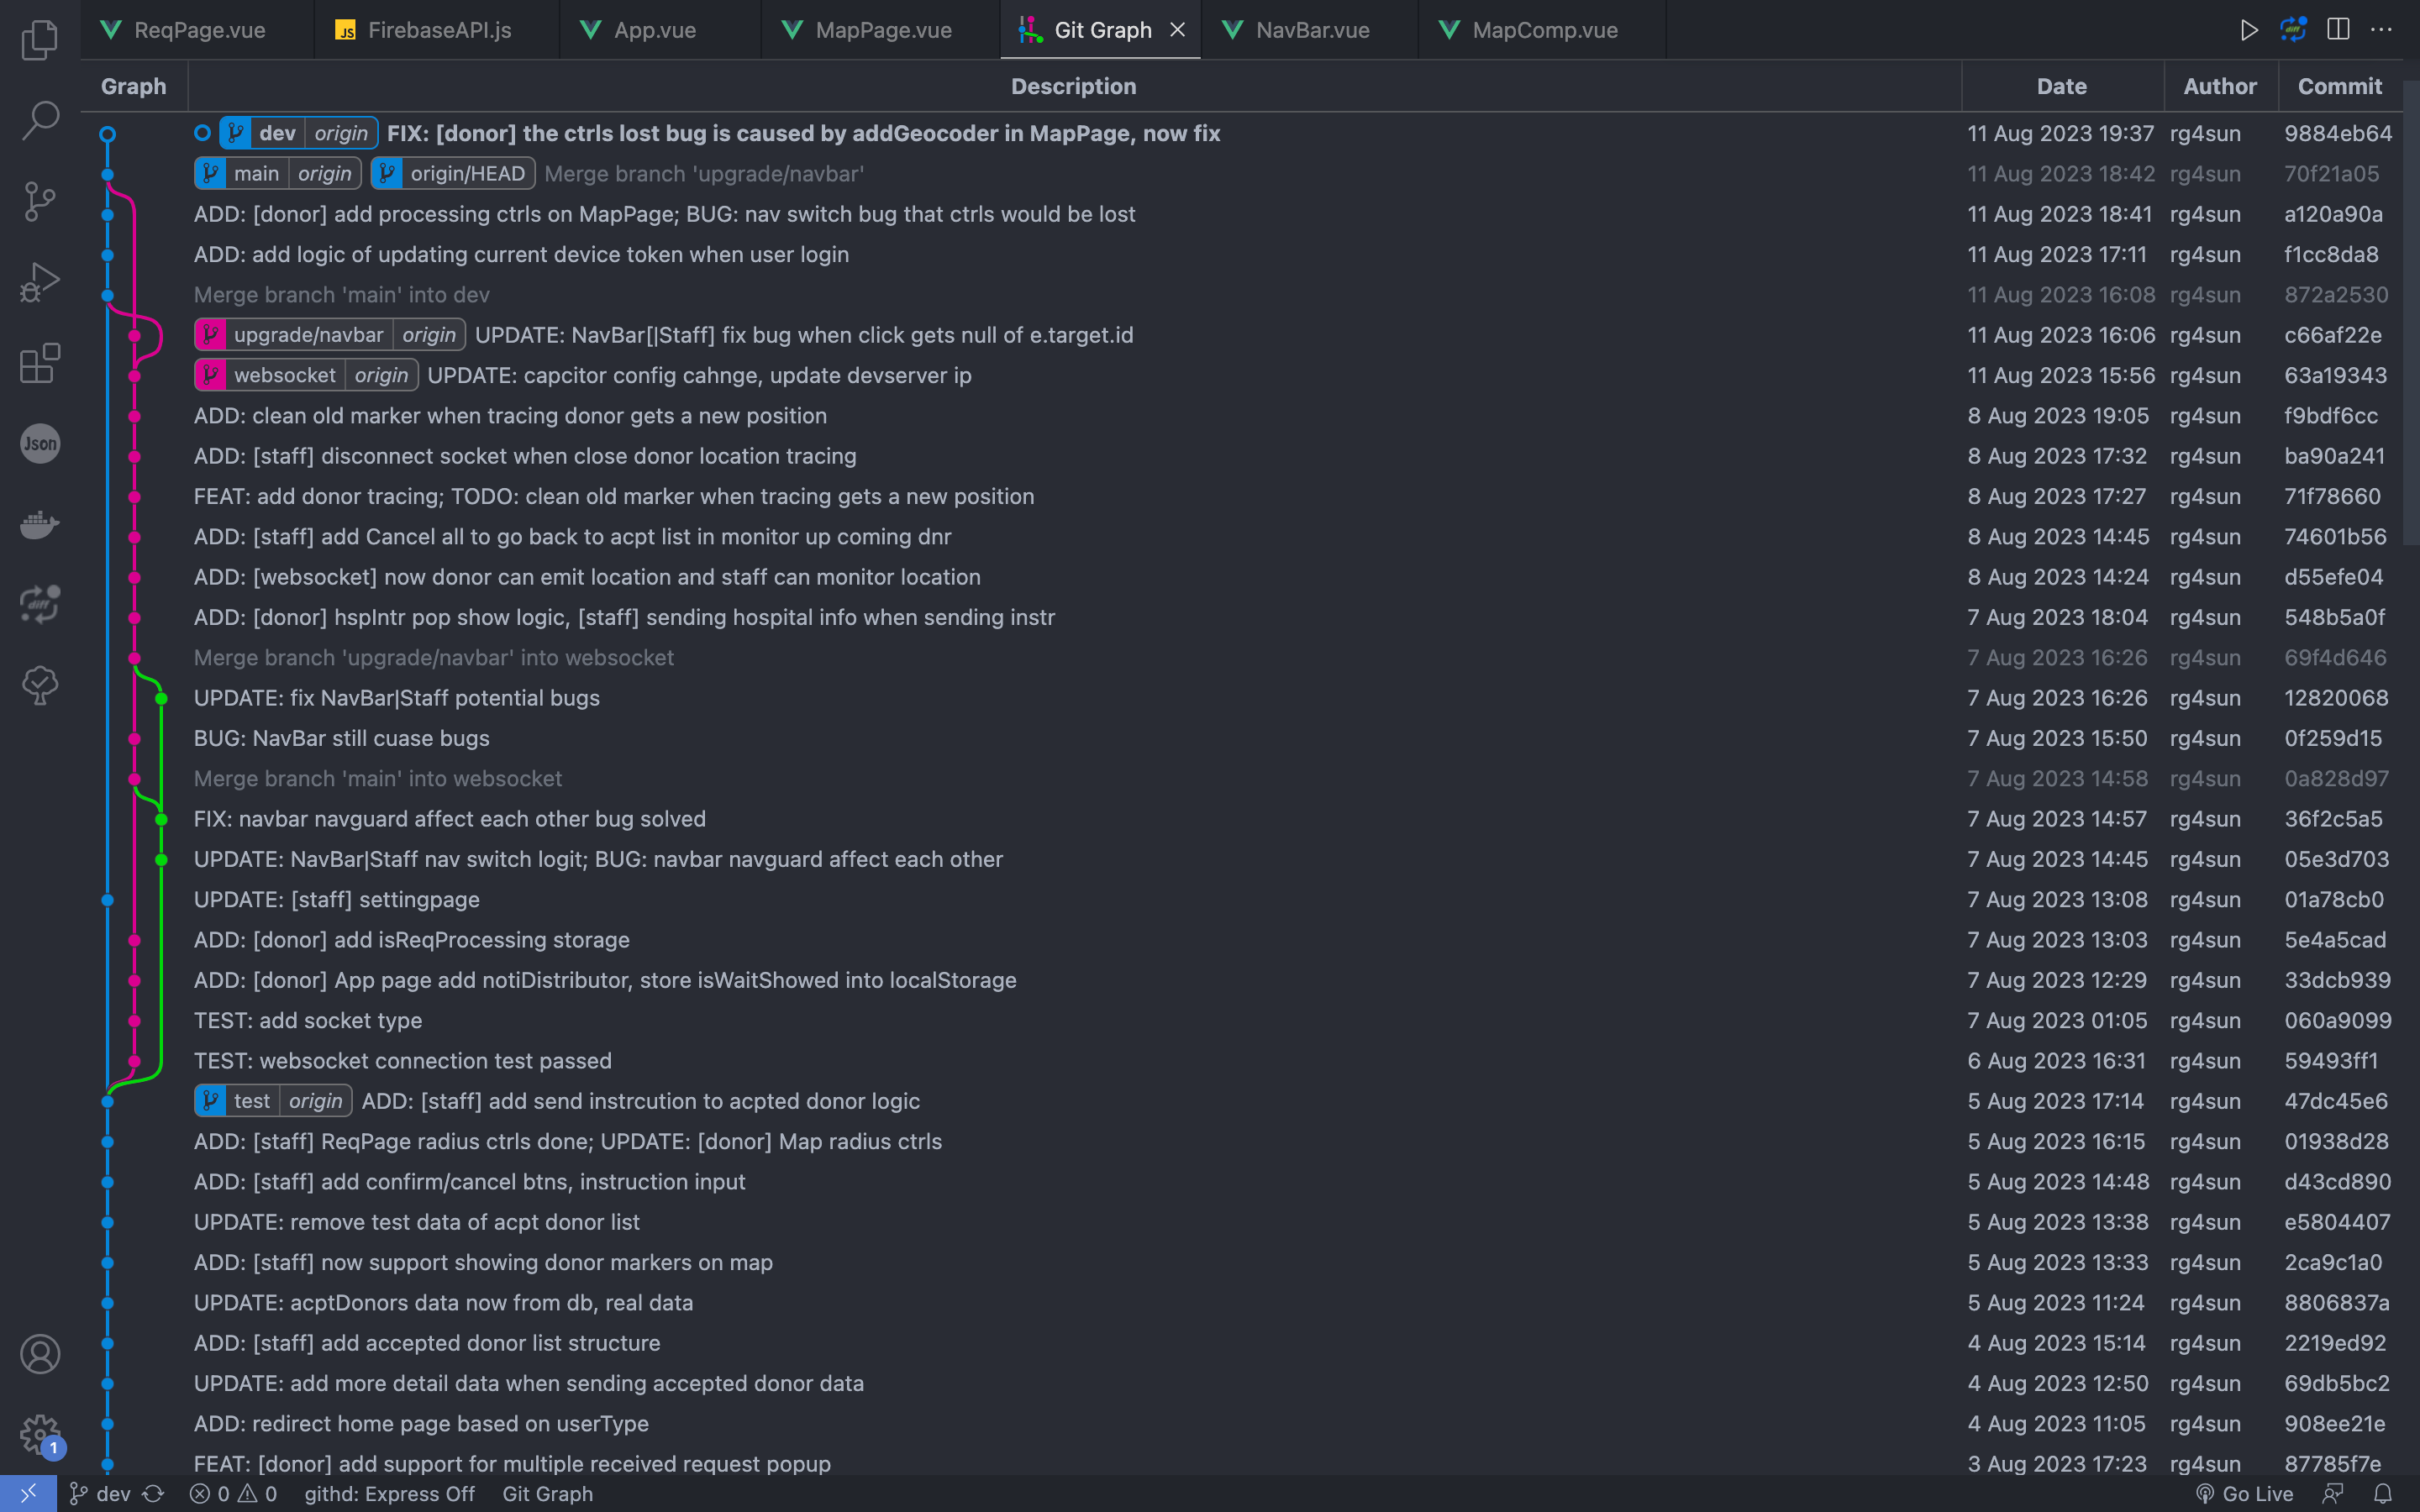 ReqPage.vue JS FirebaseAPI.js App.vue MapPage.vue Git Graph NavBar.vue MapComp.vue diff
Graph Description Date Author Commit
dev origin FIX: [donor] the ctrls lost bug is caused by addGeocoder in MapPage, now fix 11 Aug 2023 19:37 rg4sun 9884eb64
main origin origin/HEAD Merge branch 'upgrade/navbar' 11 Aug 2023 18:42 rg4sun 70f21a05
ADD: [donor] add processing ctrls on MapPage; BUG: nav switch bug that ctrls would be lost 11 Aug 2023 18:41 rg4sun a120a90a
ADD: add logic of updating current device token when user login 11 Aug 2023 17:11 rg4sun f1cc8da8
Merge branch 'main' into dev 11 Aug 2023 16:08 rg4sun 872a2530
upgrade/navbar origin UPDATE: NavBar[|Staff] fix bug when click gets null of e.target.id 11 Aug 2023 16:06 rg4sun c66af22e
websocket origin UPDATE: capcitor config cahnge, update devserver ip 11 Aug 2023 15:56 rg4sun 63a19343
ADD: clean old marker when tracing donor gets a new position 8 Aug 2023 19:05 rg4sun f9bdf6cc
Json ADD: [staff] disconnect socket when close donor location tracing 8 Aug 2023 17:32 rg4sun ba90a241
FEAT: add donor tracing; TODO: clean old marker when tracing gets a new position 8 Aug 2023 17:27 rg4sun 71f78660
ADD: [staff] add Cancel all to go back to acpt list in monitor up coming dnr 8 Aug 2023 14:45 rg4sun 74601b56
ADD: [websocket] now donor can emit location and staff can monitor location 8 Aug 2023 14:24 rg4sun d55efe04
diff ADD: [donor] hspIntr pop show logic, [staff] sending hospital info when sending instr 7 Aug 2023 18:04 rg4sun 548b5a0f
Merge branch 'upgrade/navbar' into websocket 7 Aug 2023 16:26 rg4sun 69f4d646
UPDATE: fix NavBar|Staff potential bugs 7 Aug 2023 16:26 rg4sun 12820068
BUG: NavBar still cuase bugs 7 Aug 2023 15:50 rg4sun 0f259d15
Merge branch 'main' into websocket 7 Aug 2023 14:58 rg4sun 0a828d97
FIX: navbar navguard affect each other bug solved 7 Aug 2023 14:57 rg4sun 36f2c5a5
UPDATE: NavBar|Staff nav switch logit; BUG: navbar navguard affect each other 7 Aug 2023 14:45 rg4sun 05e3d703
UPDATE: [staff] settingpage 7 Aug 2023 13:08 rg4sun 01a78cb0
ADD: [donor] add isReqProcessing storage 7 Aug 2023 13:03 rg4sun 5e4a5cad
ADD: [donor] App page add notiDistributor, store isWaitShowed into localStorage 7 Aug 2023 12:29 rg4sun 33dcb939
TEST: add socket type 7 Aug 2023 01:05 rg4sun 060a9099
TEST: websocket connection test passed 6 Aug 2023 16:31 rg4sun 59493ff1
test origin ADD: [staff] add send instrcution to acpted donor logic 5 Aug 2023 17:14 rg4sun 47dc45e6
ADD: [staff] ReqPage radius ctrls done; UPDATE: [donor] Map radius ctrls 5 Aug 2023 16:15 rg4sun 01938d28
ADD: [staff] add confirm/cancel btns, instruction input 5 Aug 2023 14:48 rg4sun d43cd890
UPDATE: remove test data of acpt donor list 5 Aug 2023 13:38 rg4sun e5804407
ADD: [staff] now support showing donor markers on map 5 Aug 2023 13:33 rg4sun 2ca9c1a0
UPDATE: acptDonors data now from db, real data 5 Aug 2023 11:24 rg4sun 8806837a
ADD: [staff] add accepted donor list structure 4 Aug 2023 15:14 rg4sun 2219ed92
UPDATE: add more detail data when sending accepted donor data 4 Aug 2023 12:50 rg4sun 69db5bc2
ADD: redirect home page based on userType 4 Aug 2023 11:05 rg4sun 908ee21e
1 FEAT: [donor] add support for multiple received request popup 3 Aug 2023 17:23 rg4sun 87785f7e
dev 0 0 githd: Express Off Git Graph Go Live